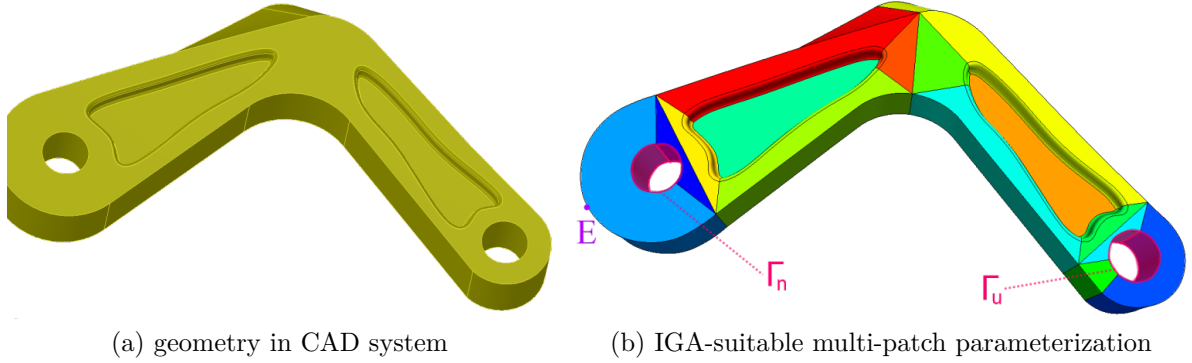 E
Γn
Γu
(a) geometry in CAD system
(b) IGA-suitable multi-patch parameterization